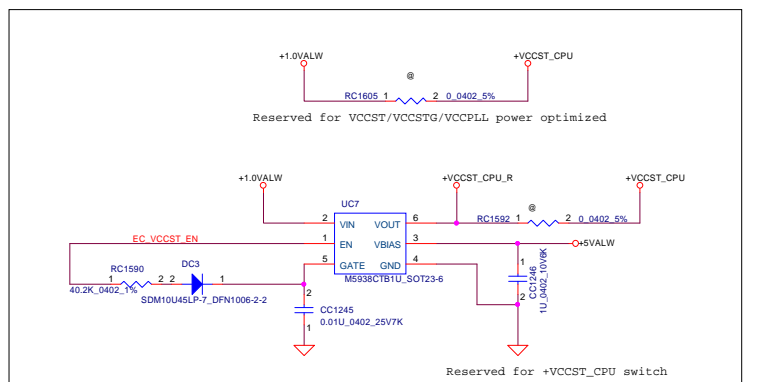 +1.0VALW +VCCST_CPU
@
RC1605 1 2 0_0402_5%
Reserved for VCCST/VCCSTG/VCCPLL power optimized
+1.0VALW +VCCST_CPU_R +VCCST_CPU
UC7 @
2 VIN VOUT 6 RC1592 1 2 0_0402_5%
EC_VCCST_EN 1 EN VBIAS 3 +5VALW
RC1590 DC3 5 GATE GND 4
2 2 1
M5938CTB1U_SOT23-6
40.2K_0402_1%
SDM10U45LP-7_DFN1006-2-2
1
CC1246
1U_0402_10V6K
2
2
CC1245
0.01U_0402_25V7K
1
Reserved for +VCCST_CPU switch